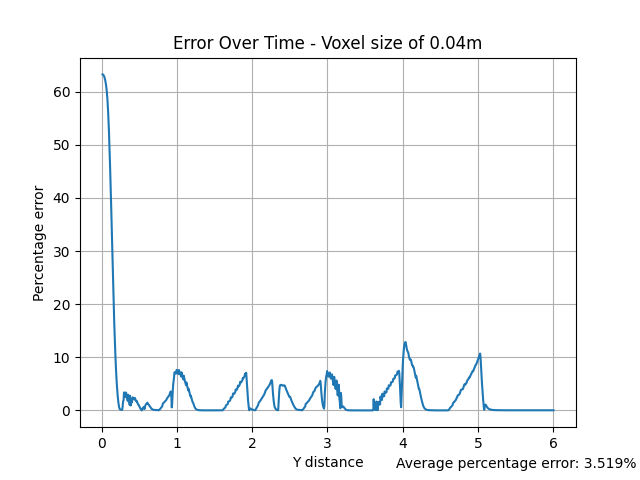 Error Over Time - Voxel size of 0.04m
Percentage error
60
50
40
30
20
10
0
0 1 2 3 4 5 6
Y distance
Average percentage error: 3.519%